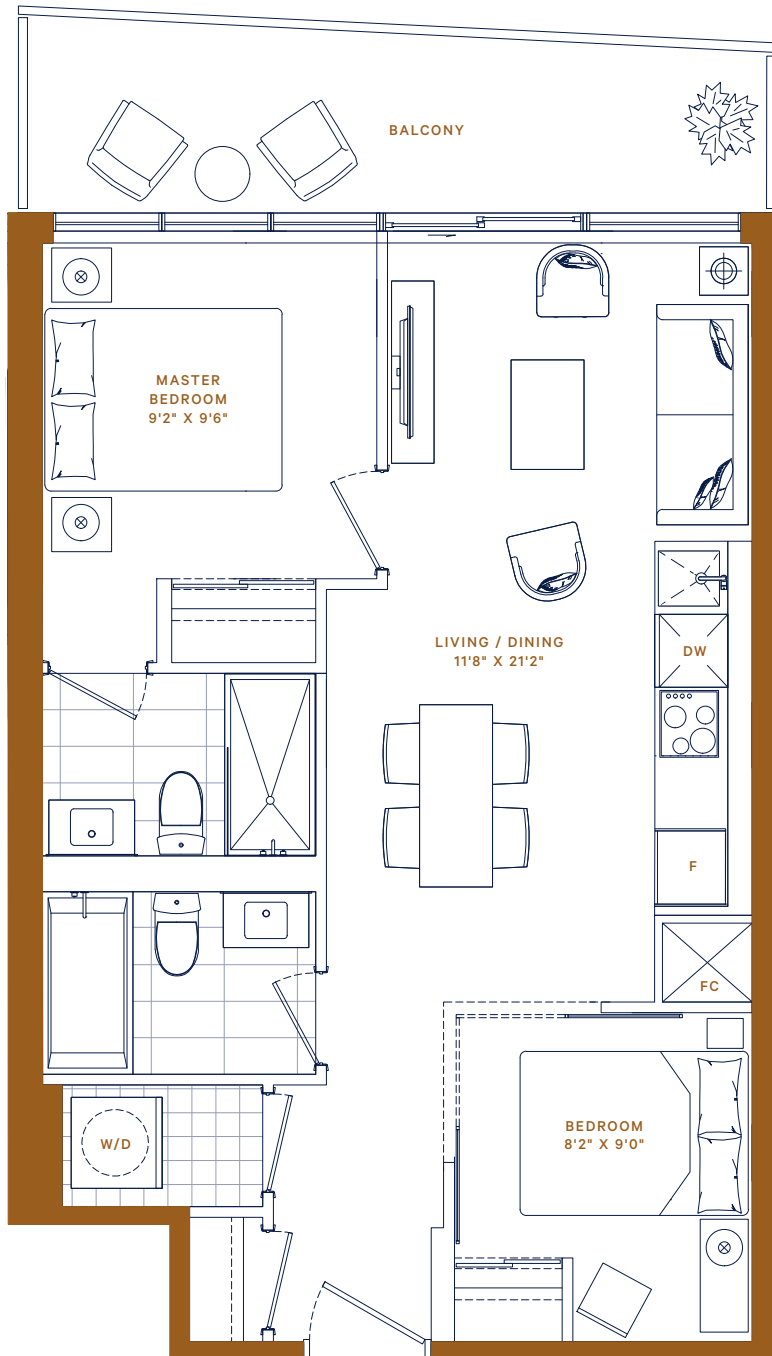 BALCONY
MASTER
BEDROOM
9'2" X 9'6"
LIVING / DINING
11'8" X 21'2"
DW
F
FC
W/D
BEDROOM
8'2" X 9'0"